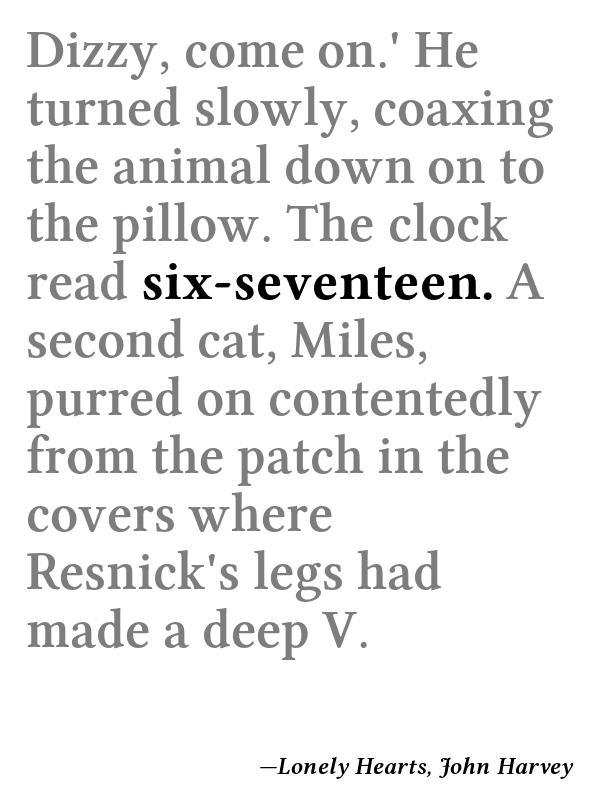 Dizzy, come on.' He
turned slowly, coaxing
the animal down on to
the pillow. The clock
read six-seventeen. A
second cat, Miles,
purred on contentedly
from the patch in the
covers where
Resnick's legs had
made a deep V.
—Lonely Hearts, John Harvey